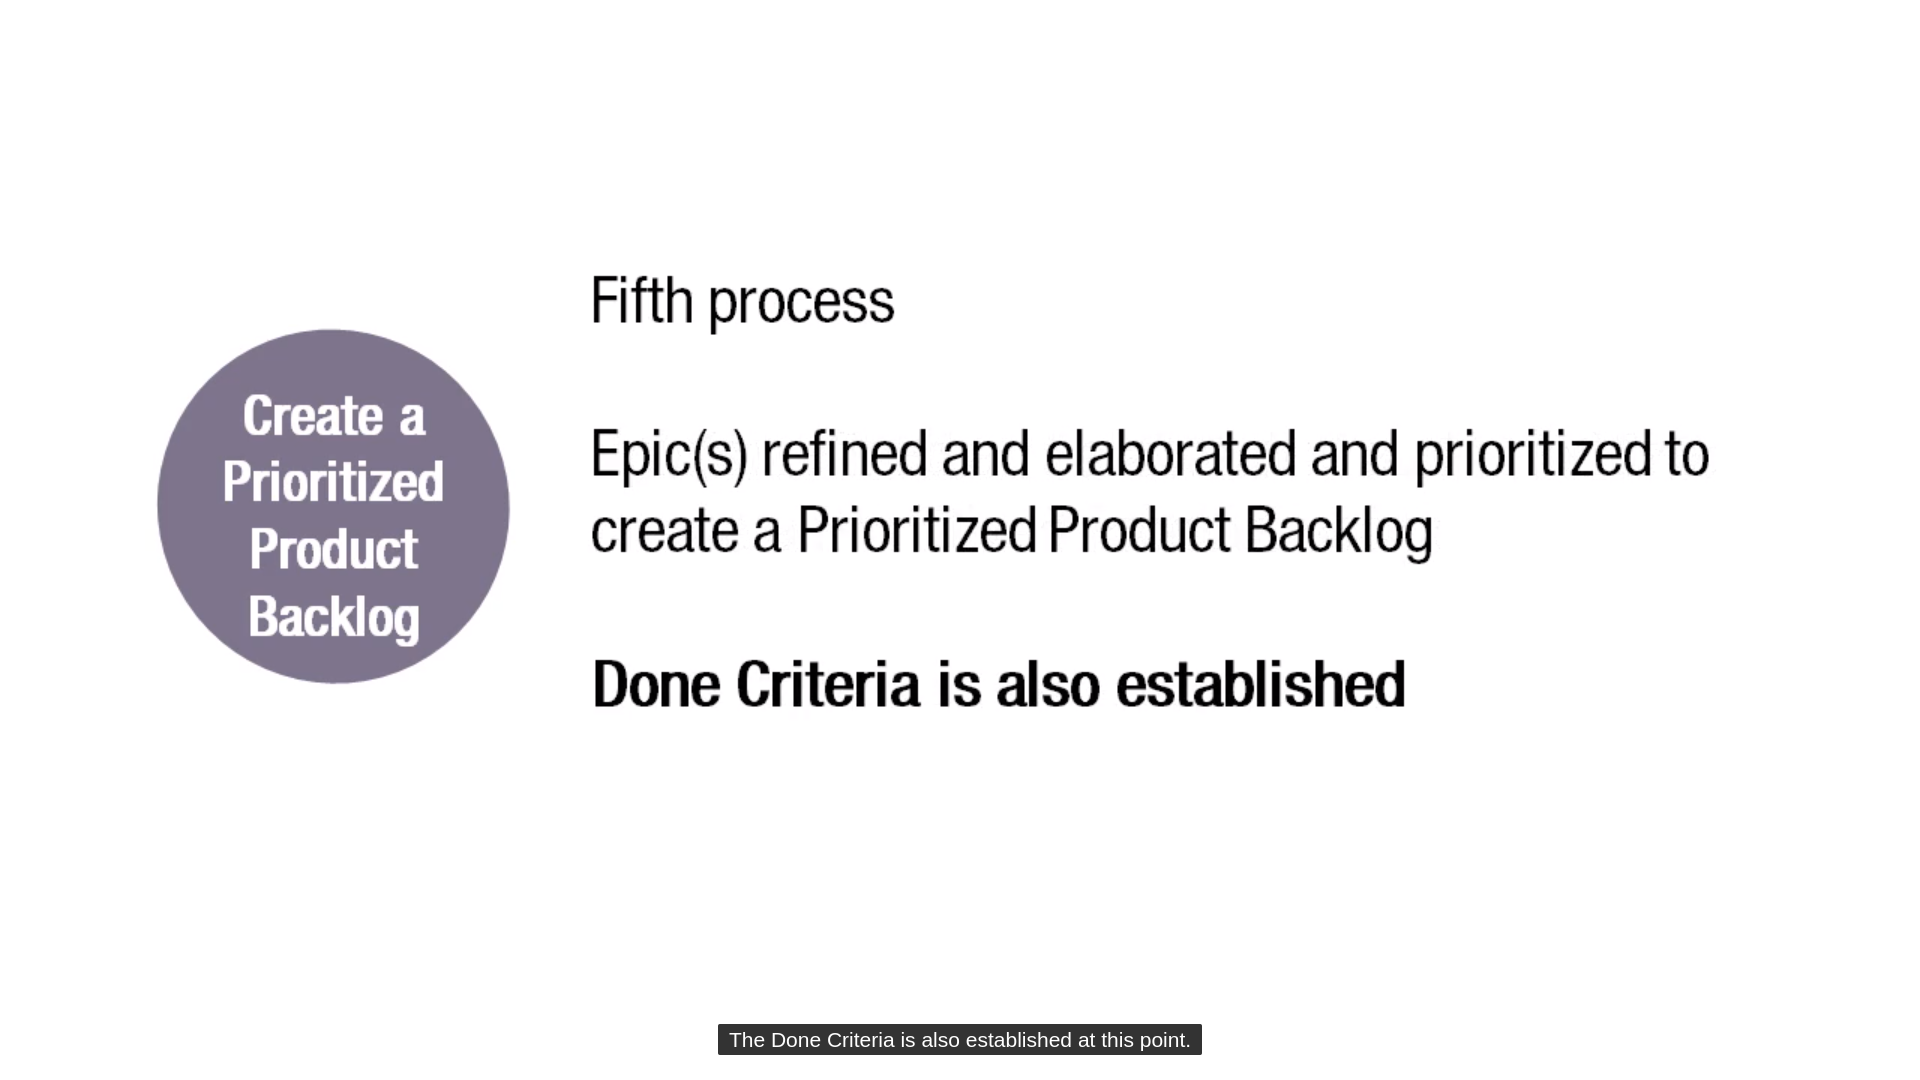 Create a
Prioritized
Product
Backlog
Fifth process
Epic(s) refined and elaborated and prioritized to
create a Prioritized Product Backlog
Done Criteria is also established
The Done Criteria is also established at this point.